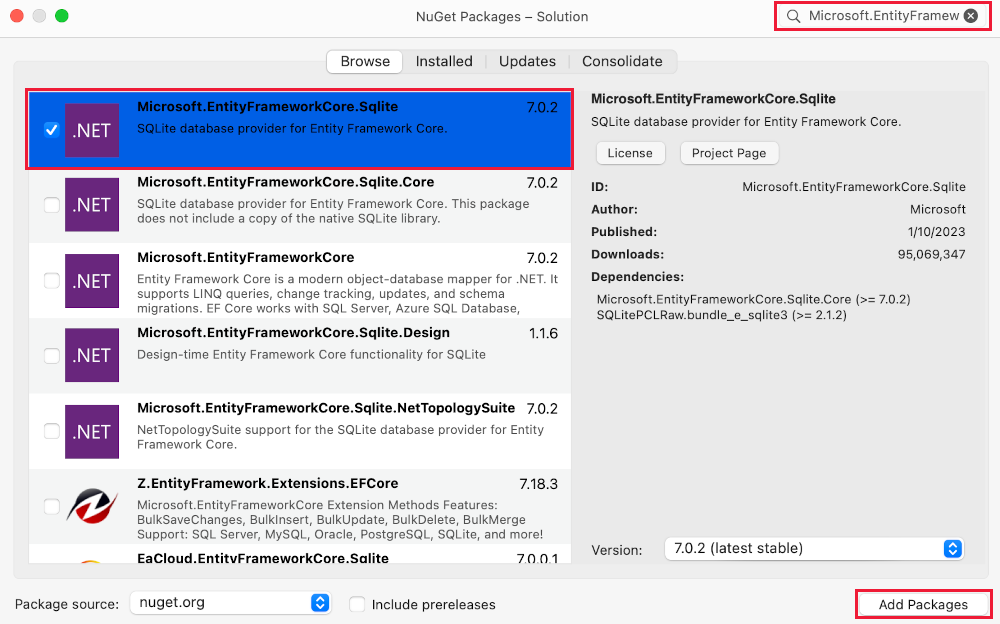 NuGet Packages – Solution
Microsoft.EntityFramew
Browse
Installed
Updates
Consolidate
.NET
Microsoft.EntityFrameworkCore.Sqlite
7.0.2
SQLite database provider for Entity Framework Core.
.NET
Microsoft.EntityFrameworkCore.Sqlite.Core
7.0.2
SQLite database provider for Entity Framework Core. This package
does not include a copy of the native SQLite library.
.NET
Microsoft.EntityFrameworkCore
7.0.2
Entity Framework Core is a modern object-database mapper for .NET. It
supports LINQ queries, change tracking, updates, and schema
migrations. EF Core works with SQL Server, Azure SQL Database,
.NET
Microsoft.EntityFrameworkCore.Sqlite.Design
1.1.6
Design-time Entity Framework Core functionality for SQLite
.NET
Microsoft.EntityFrameworkCore.Sqlite.NetTopologySuite
7.0.2
NetTopologySuite support for the SQLite database provider for Entity
Framework Core.
Z.EntityFramework.Extensions.EFCore
7.18.3
Microsoft.EntityFrameworkCore Extension Methods Features:
BulkSaveChanges, BulkInsert, BulkUpdate, BulkDelete, BulkMerge
Support: SQL Server, MySQL, Oracle, PostgreSQL, SQLite, and more!
EaCloud.EntityFrameworkCore.Sqlite
7.0.0.1
Microsoft.EntityFrameworkCore.Sqlite
SQLite database provider for Entity Framework Core.
License
Project Page
ID:
Microsoft.EntityFrameworkCore.Sqlite
Author:
Microsoft
Published:
1/10/2023
Downloads:
95,069,347
Dependencies:
Microsoft.EntityFrameworkCore.Sqlite.Core (>= 7.0.2)
SQLitePCLRaw.bundle_e_sqlite3 (>= 2.1.2)
Version:
7.0.2 (latest stable)
Package source:
nuget.org
Include prereleases
Add Packages